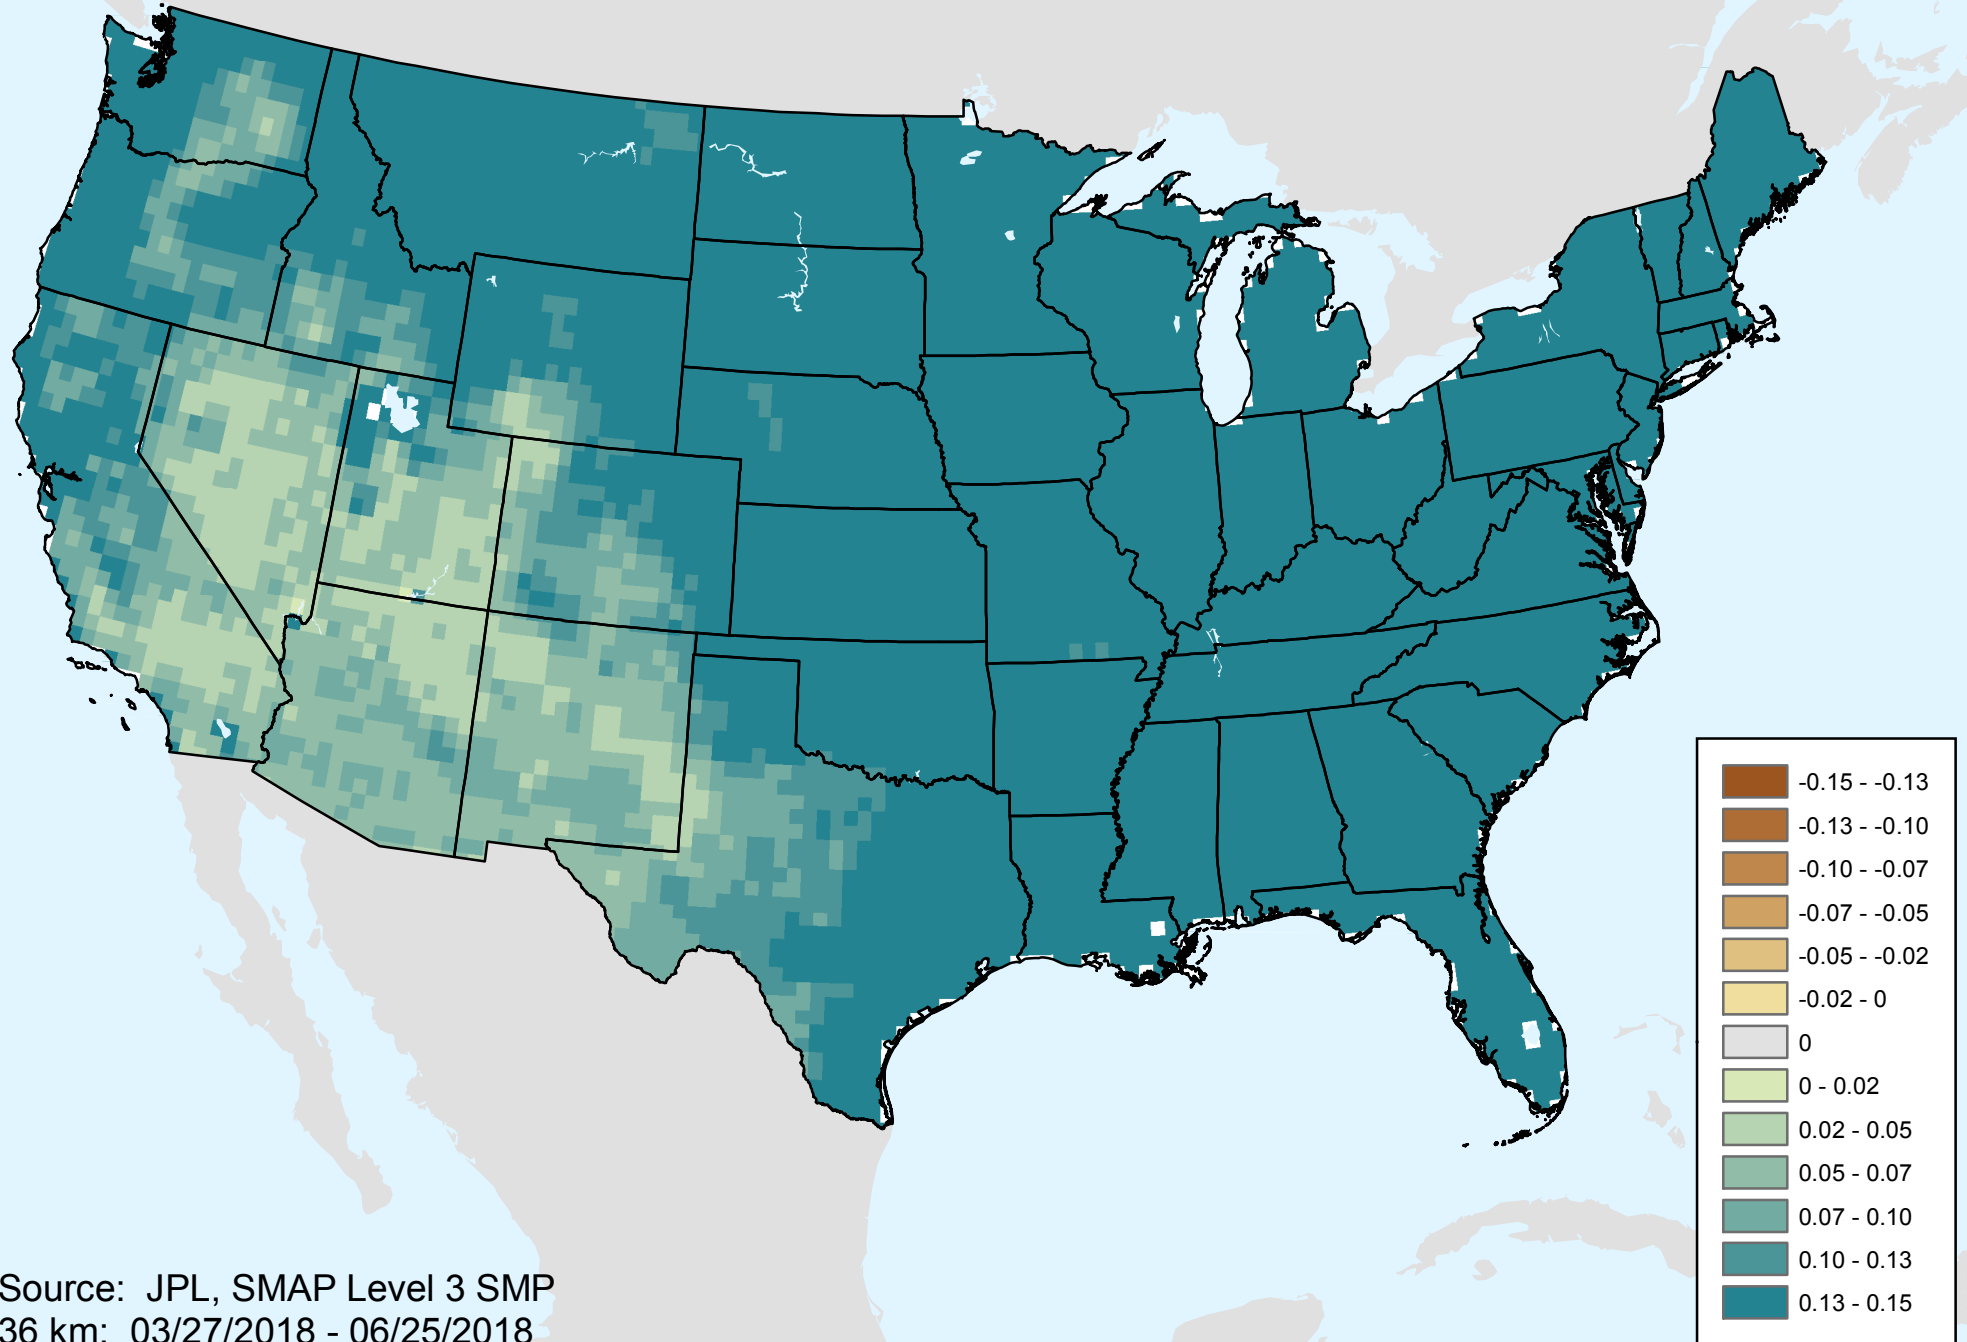 -0.15 - -0.13
-0.13 - -0.10
-0.10 - -0.07
-0.07 - -0.05
-0.05 - -0.02
-0.02 - 0
0
0 - 0.02
0.02 - 0.05
0.05 - 0.07
0.07 - 0.10
0.10 - 0.13
0.13 - 0.15
Source: JPL, SMAP Level 3 SMP
36 km: 03/27/2018 - 06/25/2018